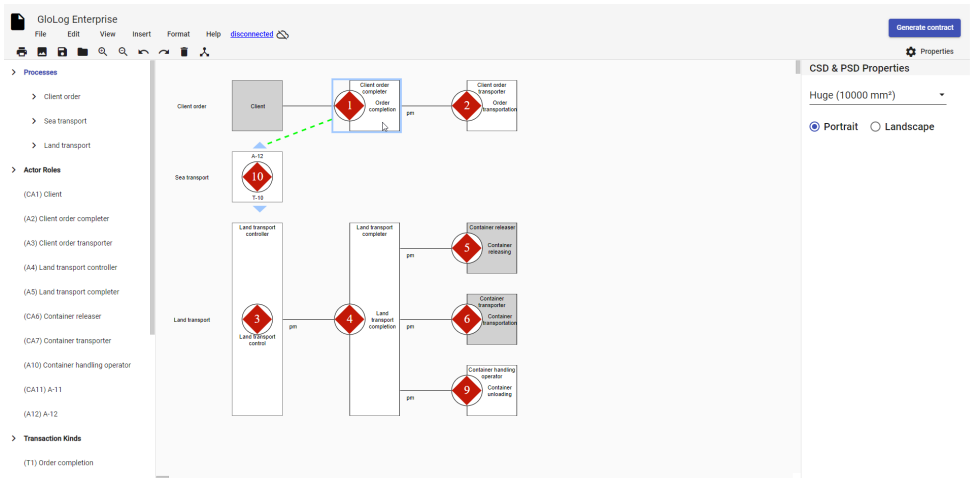 GloLog Enterprise
File Edit View Insert Format Help disconnected
Generate contract
Properties
Processes
Client order
Sea transport
Land transport
Actor Roles
(CA1) Client
(A2) Client order completer
(A3) Client order transporter
(A4) Land transport controller
(A5) Land transport completer
(CA6) Container releaser
(CA7) Container transporter
(A10) Container handling operator
(CA11) A-11
(A12) A-12
Transaction Kinds
(T1) Order completion
Client order
Client
Client order
completer
1
Order
completion
pm
Client order
transporter
2
Order
transportation
Sea transport
A-12
10
T-10
Land transport
Land transport
controller
3
Land transport
control
pm
Land transport
completer
4
Land
transport
completion
pm
Container releaser
5
Container
releasing
pm
Container
transporter
6
Container
transportation
pm
Container handling
operator
9
Container
unloading
CSD & PSD Properties
Huge (10000 mm²)
Portrait Landscape